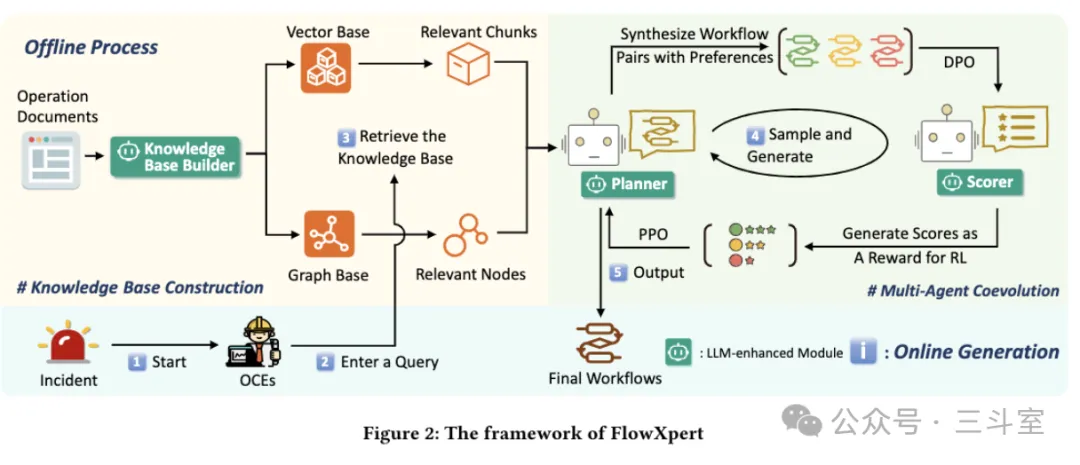 Offline Process
Operation
Documents
Knowledge
Base Builder
Vector Base
Relevant Chunks
3 Retrieve the
Knowledge Base
Graph Base
Relevant Nodes
# Knowledge Base Construction
Synthesize Workflow
Pairs with Preferences
DPO
4 Sample and
Generate
Planner
Scorer
PPO
Generate Scores as
A Reward for RL
5 Output
# Multi-Agent Coevolution
Incident
1 Start
OCEs
2 Enter a Query
Final Workflows
: LLM-enhanced Module
i : Online Generation
Figure 2: The framework of FlowXpert
公众号 · 三斗室